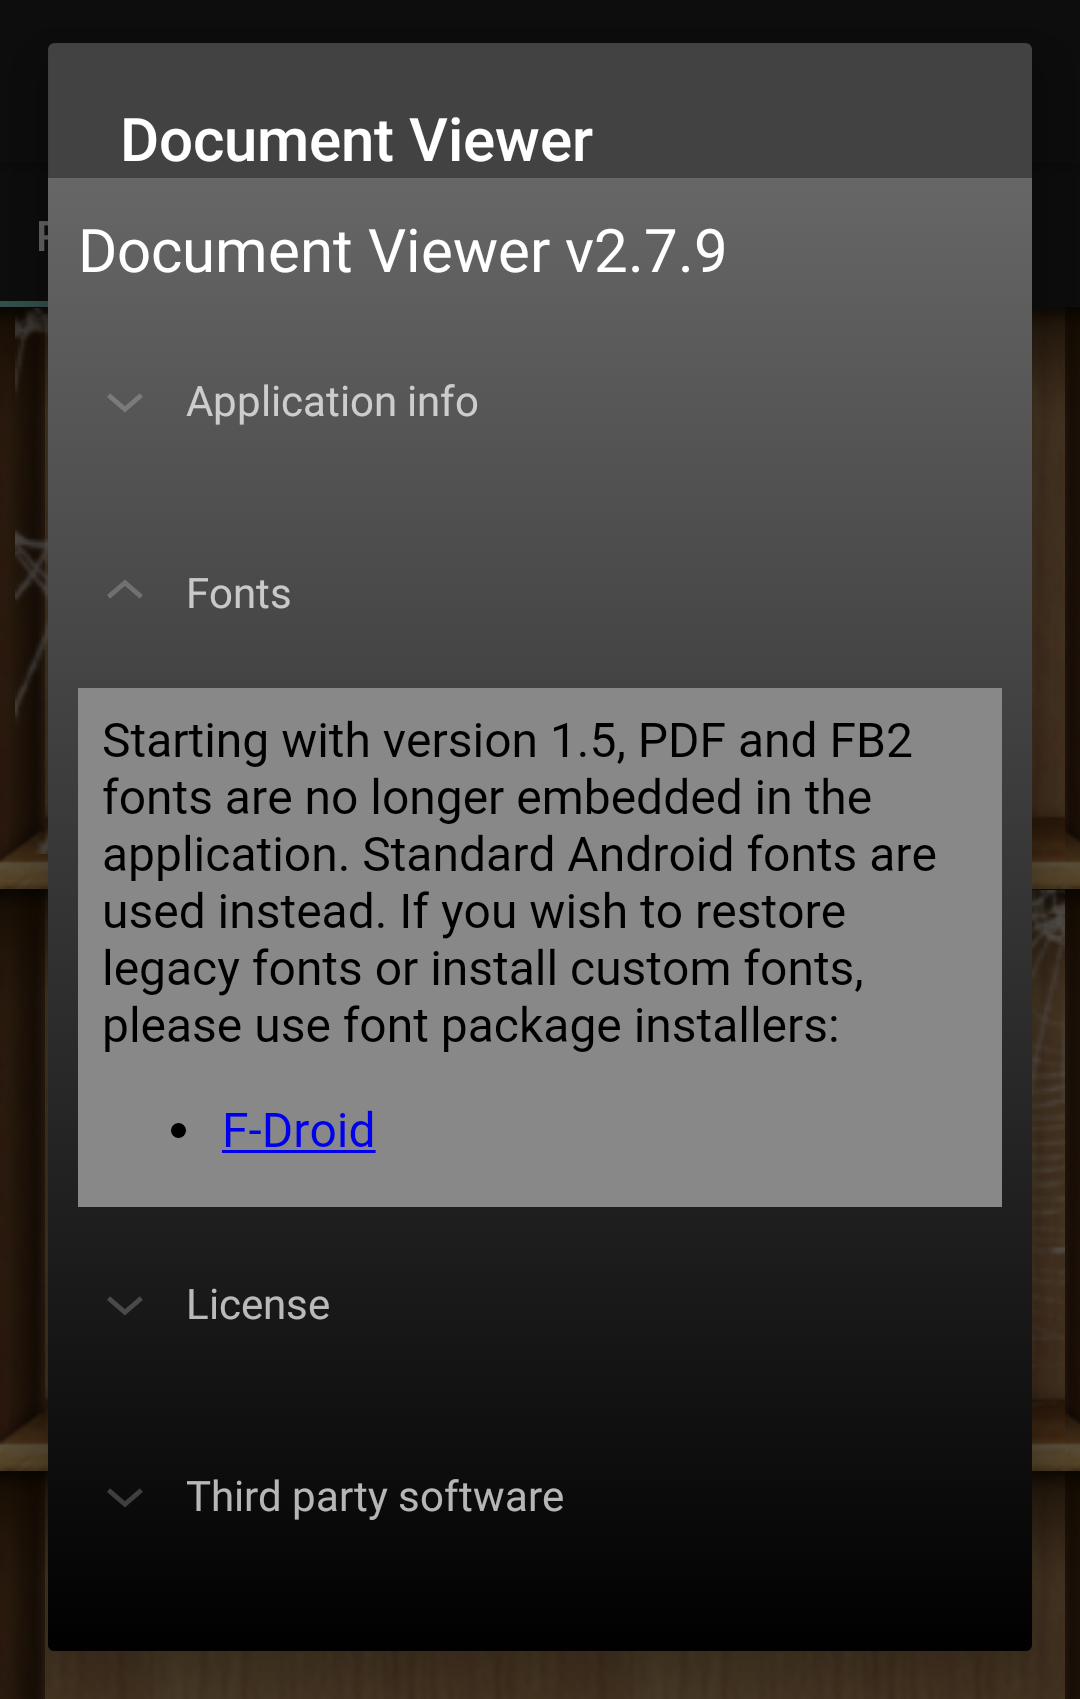 Document Viewer
Document Viewer v2.7.9
Application info
Fonts
Starting with version 1.5, PDF and FB2
fonts are no longer embedded in the
application. Standard Android fonts are
used instead. If you wish to restore
legacy fonts or install custom fonts,
please use font package installers:
• F-Droid
License
Third party software